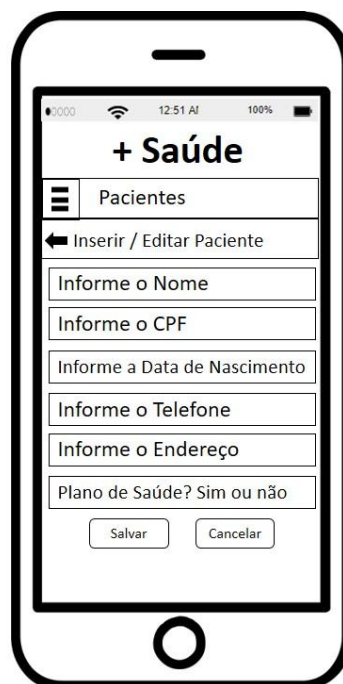 12:51 AM 100%
+ Saúde
Pacientes
Inserir / Editar Paciente
Informe o Nome
Informe o CPF
Informe a Data de Nascimento
Informe o Telefone
Informe o Endereço
Plano de Saúde? Sim ou não
Salvar Cancelar